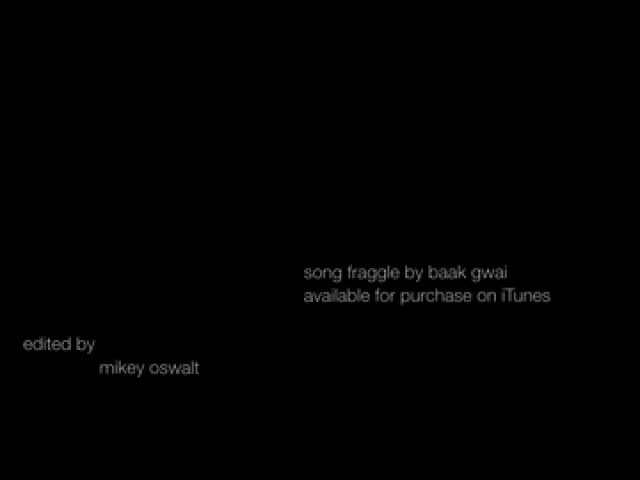 song fraggle by baak gwai
available for purchase on iTunes
edited by
mikey oswalt